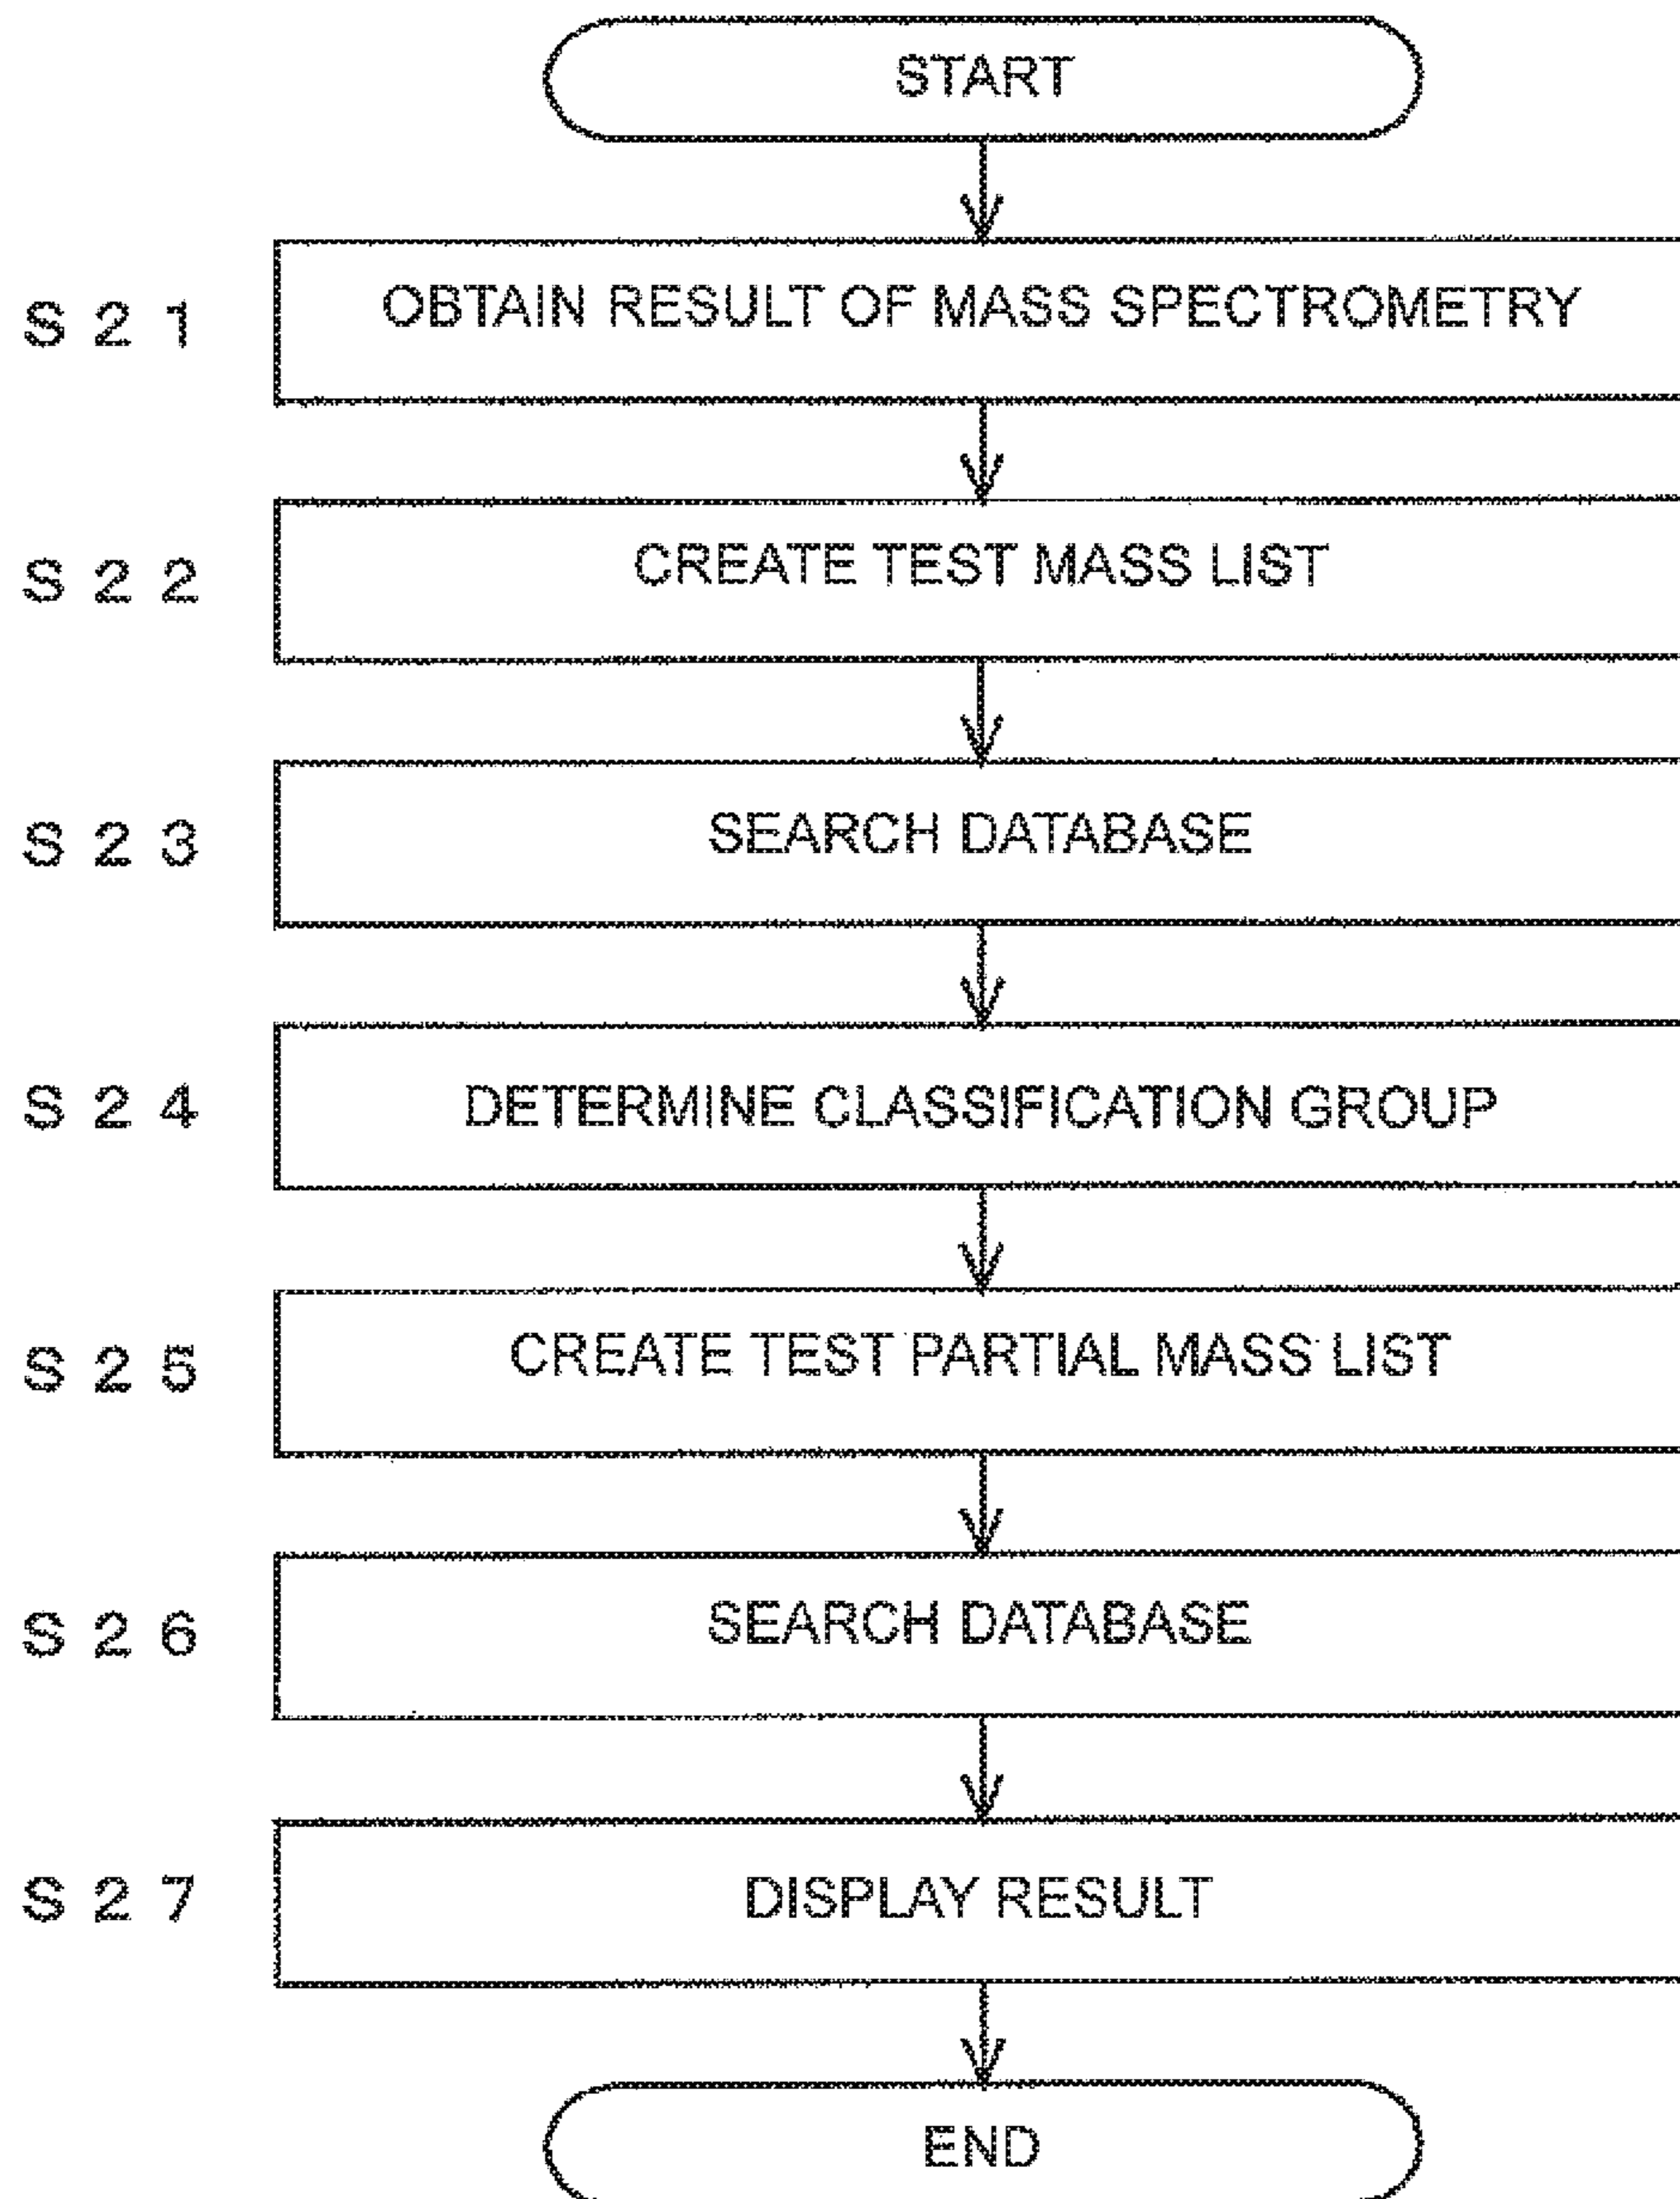 START
S21 OBTAIN RESULT OF MASS SPECTROMETRY
S22 CREATE TEST MASS LIST
S23 SEARCH DATABASE
S24 DETERMINE CLASSIFICATION GROUP
S25 CREATE TEST PARTIAL MASS LIST
S26 SEARCH DATABASE
S27 DISPLAY RESULT
END